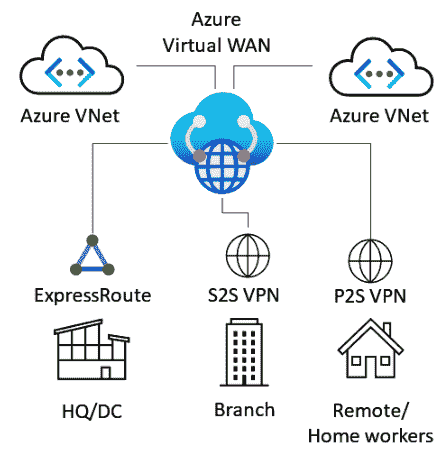 Azure
Virtual WAN
Azure VNet
Azure VNet
ExpressRoute
S2S VPN
P2S VPN
HQ/DC
Branch
Remote/
Home workers